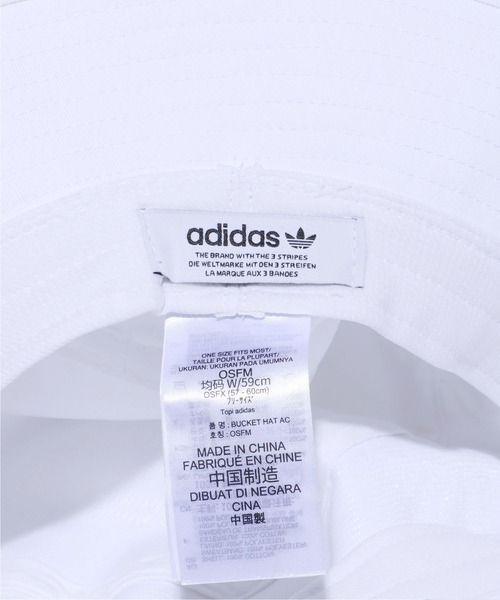 adidas
THE BRAND WITH THE 3 STRIPES
DIE WELTMARKE MIT DEN 3 STREIFEN
LA MARQUE AUX 3 BANDES
ONE SIZE FITS MOST/
TAILLE POUR LA PLUPART/
UKURAN: UKURAN PADA UMUMNYA
OSFM
均码 W/59cm
OSFX (57 - 60cm)
フリーサイズ
Topi adidas
품 명 : BUCKET HAT AC
호칭 : OSFM
MADE IN CHINA
FABRIQUÉ EN CHINE
中国制造
DIBUAT DI NEGARA
CINA
中国製